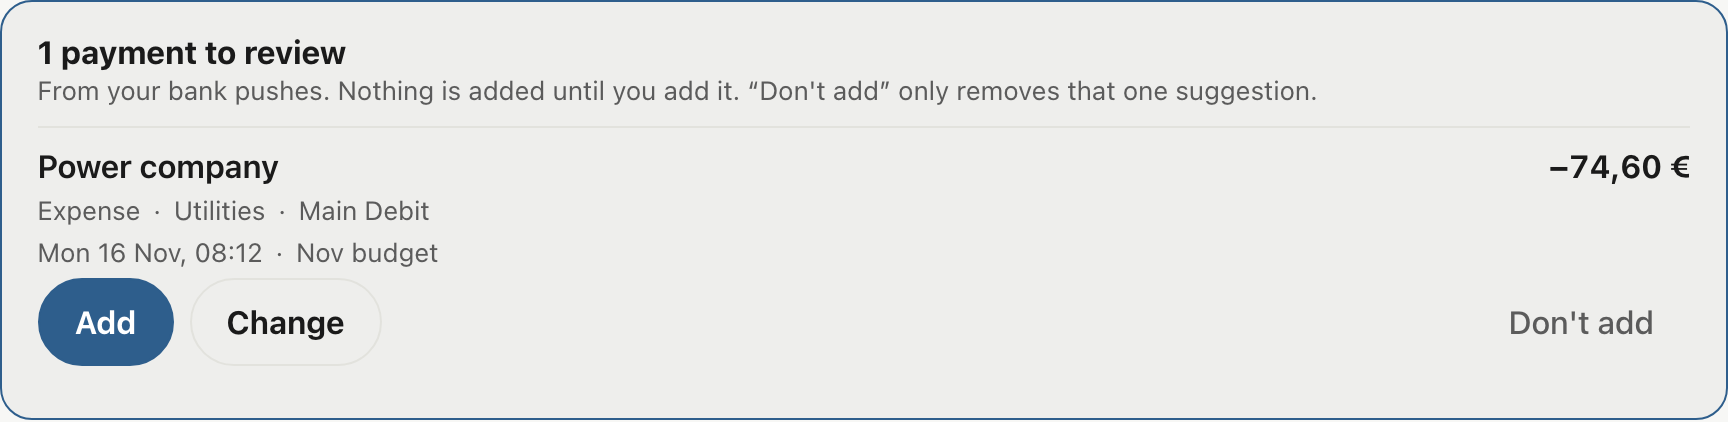 1 payment to review
From your bank pushes. Nothing is added until you add it. “Don't add” only removes that one suggestion.
Power company
−74,60 €
Expense · Utilities · Main Debit
Mon 16 Nov, 08:12 · Nov budget
Add
Change
Don't add